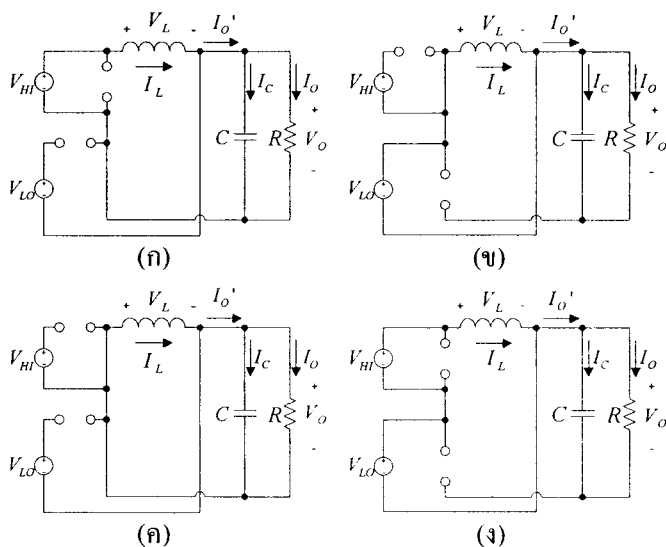 + V_L - I_O'
V_HI I_L I_C I_O
+
C R V_O
V_LO -
(ก)
+ V_L - I_O'
V_HI I_L I_C I_O
+
C R V_O
V_LO -
(ข)
+ V_L - I_O'
V_HI I_L I_C I_O
+
C R V_O
V_LO -
(ค)
+ V_L - I_O'
V_HI I_L I_C I_O
+
C R V_O
V_LO -
(ง)